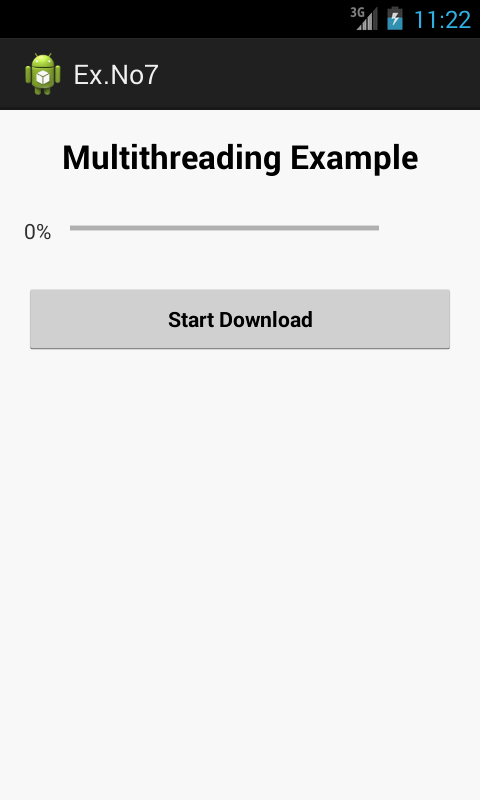 3G 11:22
Ex.No7
Multithreading Example
0%
Start Download